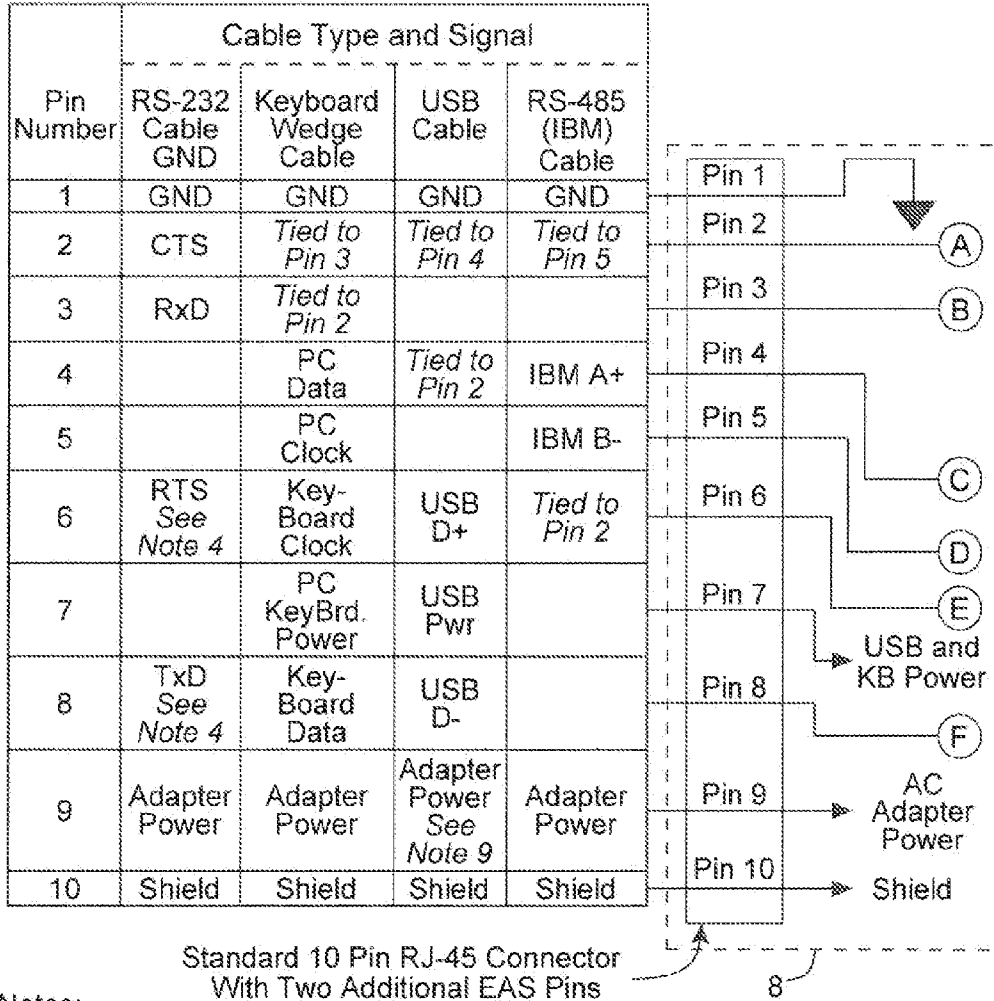 Cable Type and Signal
Pin Number RS-232 Cable GND Keyboard Wedge Cable USB Cable RS-485 (IBM) Cable
1 GND GND GND GND
2 CTS Tied to Pin 3 Tied to Pin 4 Tied to Pin 5
3 RxD Tied to Pin 2
4 PC Data Tied to Pin 2 IBM A+
5 PC Clock IBM B-
6 RTS See Note 4 Key-Board Clock USB D+ Tied to Pin 2
7 PC KeyBrd. Power USB Pwr
8 TxD See Note 4 Key-Board Data USB D-
9 Adapter Power Adapter Power Adapter Power See Note 9 Adapter Power
10 Shield Shield Shield Shield
Pin 1
Pin 2
A
Pin 3
B
Pin 4
C
Pin 5
D
Pin 6
E
Pin 7
USB and
KB Power
Pin 8
F
Pin 9
AC
Adapter
Power
Pin 10
Shield
Standard 10 Pin RJ-45 Connector
With Two Additional EAS Pins
8
Notes: